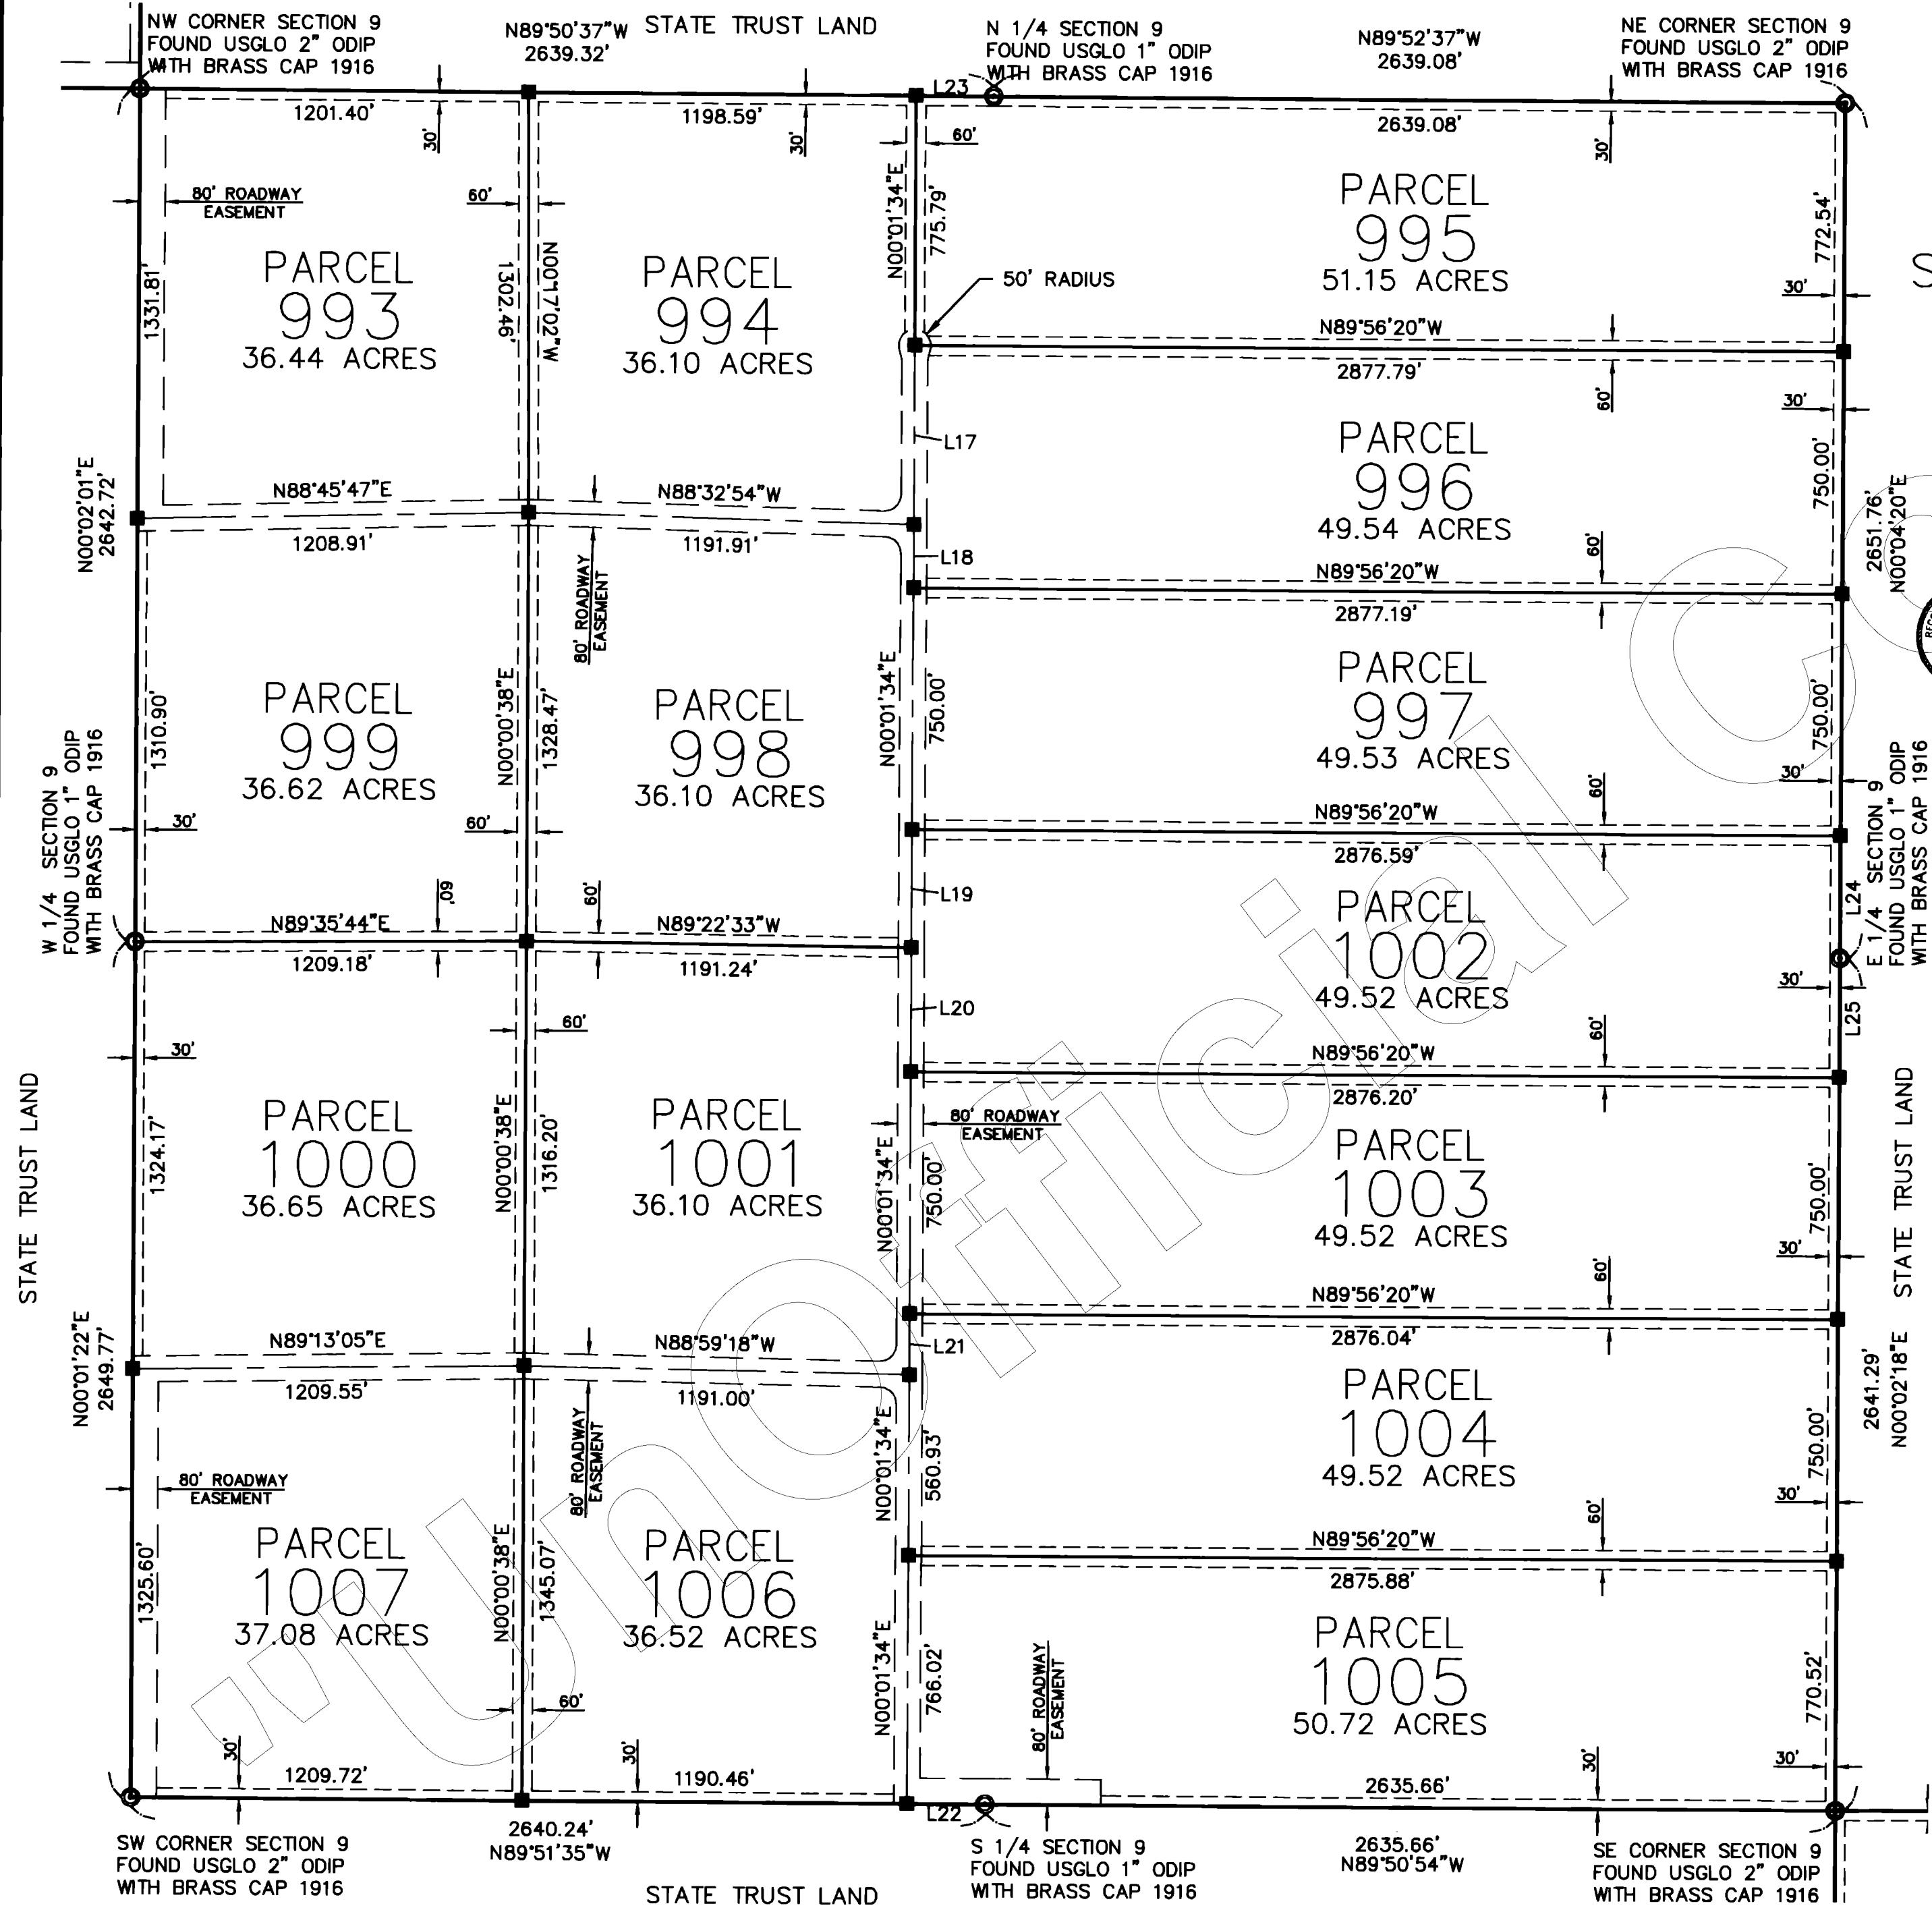 NW CORNER SECTION 9
FOUND USGLO 2" ODIP
WITH BRASS CAP 1916
N89°50'37"W
2639.32'
STATE TRUST LAND
N 1/4 SECTION 9
FOUND USGLO 1" ODIP
WITH BRASS CAP 1916
N89°52'37"W
2639.08'
NE CORNER SECTION 9
FOUND USGLO 2" ODIP
WITH BRASS CAP 1916
1201.40'
30'
1198.59'
30'
L23
60'
2639.08'
30'
80' ROADWAY
EASEMENT
60'
PARCEL
993
36.44 ACRES
1331.81'
N00°17'02"W
1302.46'
PARCEL
994
36.10 ACRES
N00°01'34"E
775.79'
50' RADIUS
PARCEL
995
51.15 ACRES
772.54'
30'
S
N89°56'20"W
2877.79'
60'
30'
L17
PARCEL
996
49.54 ACRES
750.00'
2651.76'
N00°04'20"E
N00°02'01"E
2642.72'
N88°45'47"E
1208.91'
N88°32'54"W
1191.91'
80' ROADWAY
EASEMENT
L18
60'
N89°56'20"W
2877.19'
REC
PARCEL
999
36.62 ACRES
1310.90'
30'
N00°00'38"E
1328.47'
60'
PARCEL
998
36.10 ACRES
N00°01'34"E
750.00'
PARCEL
997
49.53 ACRES
750.00'
30'
60'
N89°56'20"W
2876.59'
W 1/4 SECTION 9
FOUND USGLO 1" ODIP
WITH BRASS CAP 1916
60'
60'
N89°35'44"E
1209.18'
N89°22'33"W
1191.24'
L19
L20
PARCEL
1002
49.52 ACRES
L24
E 1/4 SECTION 9
FOUND USGLO 1" ODIP
WITH BRASS CAP 1916
30'
L25
60'
30'
60'
N89°56'20"W
2876.20'
STATE TRUST LAND
PARCEL
1000
36.65 ACRES
1324.17'
N00°00'38"E
1316.20'
PARCEL
1001
36.10 ACRES
80' ROADWAY
EASEMENT
N00°01'34"E
750.00'
PARCEL
1003
49.52 ACRES
750.00'
30'
STATE TRUST LAND
60'
N89°56'20"W
2876.04'
N00°01'22"E
2649.77'
N89°13'05"E
1209.55'
N88°59'18"W
1191.00'
L21
80' ROADWAY
EASEMENT
N00°01'34"E
560.93'
PARCEL
1004
49.52 ACRES
750.00'
30'
2641.29'
N00°02'18"E
60'
N89°56'20"W
2875.88'
80' ROADWAY
EASEMENT
PARCEL
1007
37.08 ACRES
1325.60'
N00°00'38"E
1345.07'
60'
PARCEL
1006
36.52 ACRES
N00°01'34"E
766.02'
80' ROADWAY
EASEMENT
PARCEL
1005
50.72 ACRES
770.52'
30'
30'
1209.72'
30'
1190.46'
L22
2635.66'
30'
SW CORNER SECTION 9
FOUND USGLO 2" ODIP
WITH BRASS CAP 1916
2640.24'
N89°51'35"W
STATE TRUST LAND
S 1/4 SECTION 9
FOUND USGLO 1" ODIP
WITH BRASS CAP 1916
2635.66'
N89°50'54"W
SE CORNER SECTION 9
FOUND USGLO 2" ODIP
WITH BRASS CAP 1916
"Unofficial Co